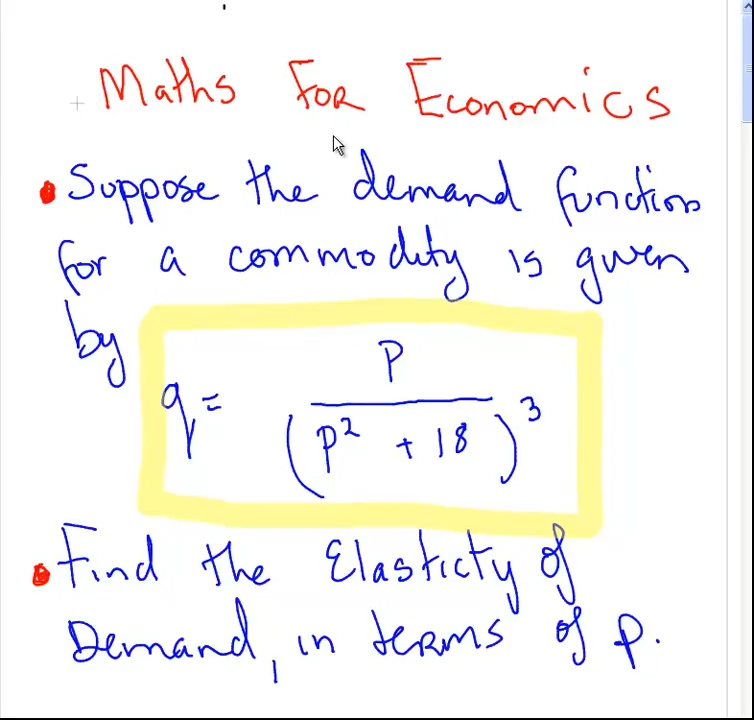 Maths FOR Economics
• Suppose the demand function
for a commodity is given
by
q = P / (P² + 18)³
• Find the Elasticty of
Demand, in terms of p.